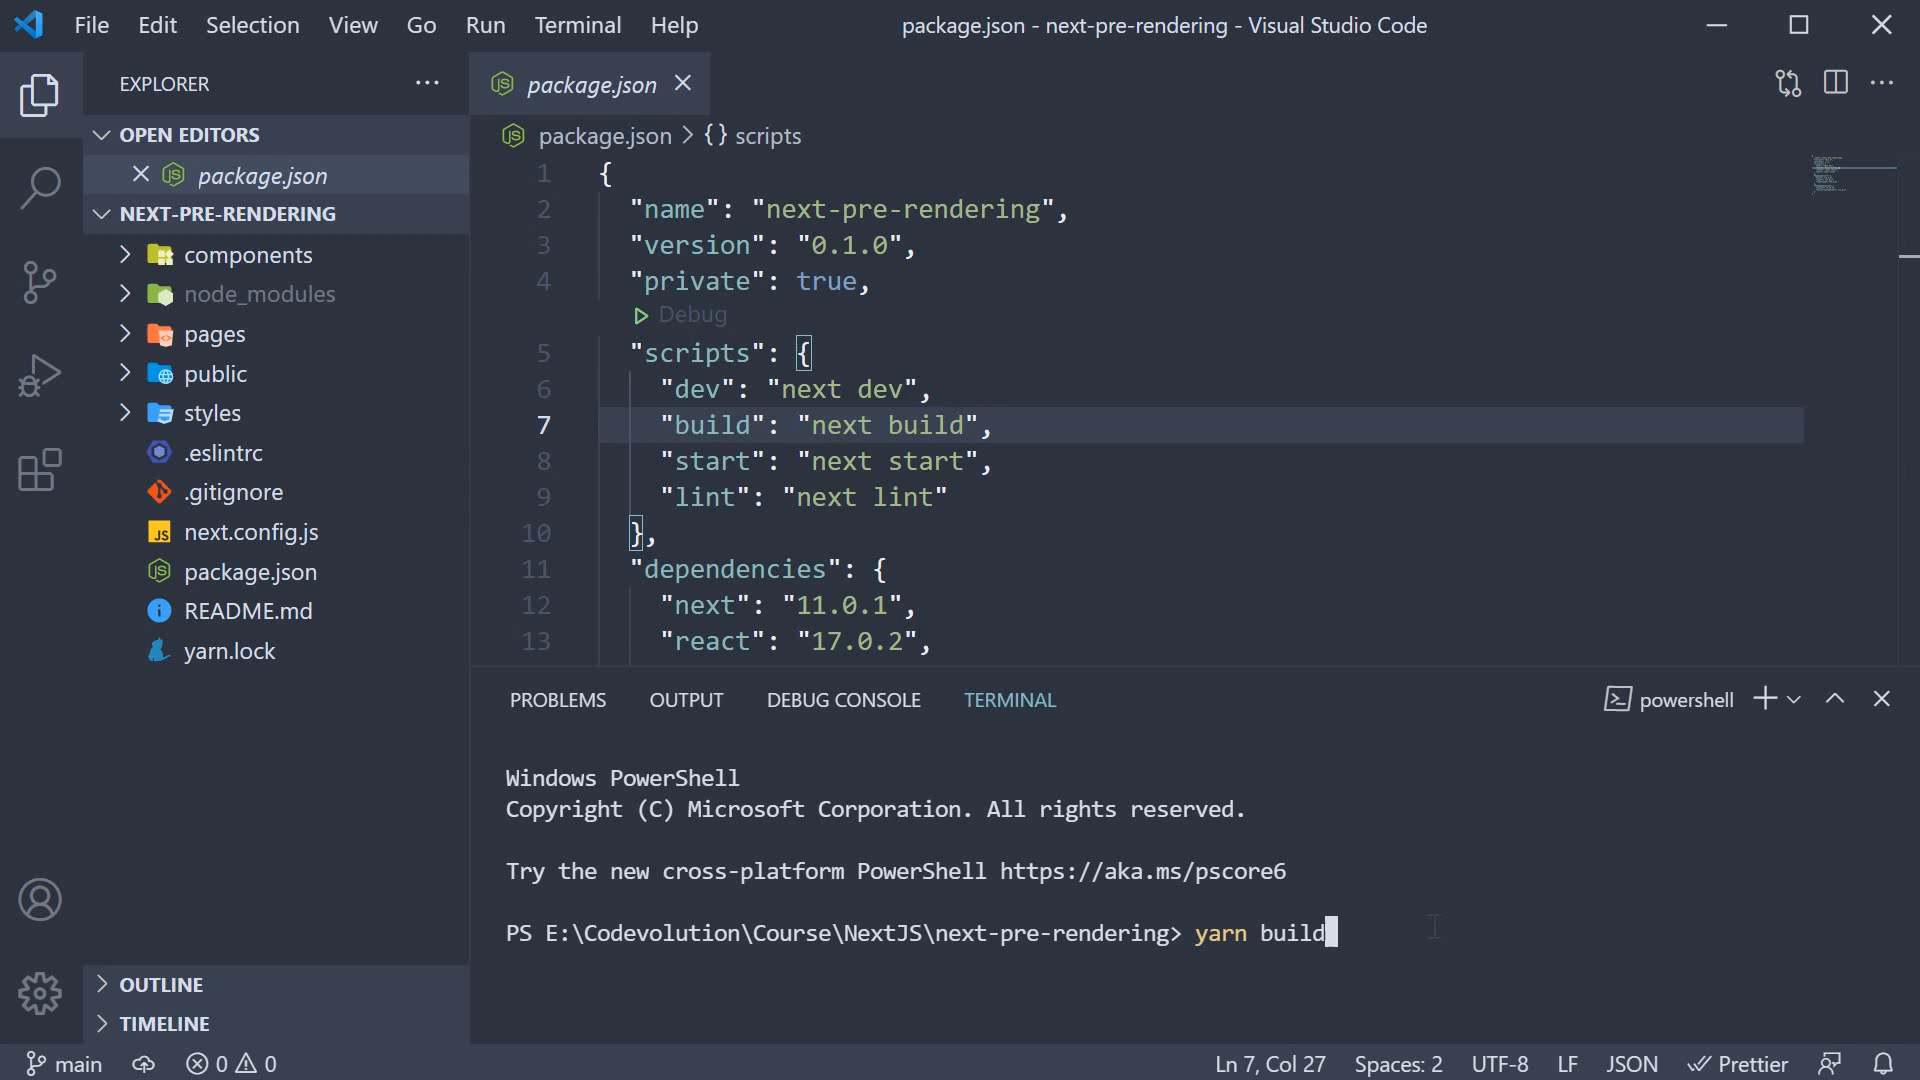 File Edit Selection View Go Run Terminal Help
package.json - next-pre-rendering - Visual Studio Code
EXPLORER
OPEN EDITORS
package.json
NEXT-PRE-RENDERING
components
node_modules
pages
public
styles
.eslintrc
.gitignore
next.config.js
package.json
README.md
yarn.lock
OUTLINE
TIMELINE
package.json
package.json > {} scripts
1 {
2 "name": "next-pre-rendering",
3 "version": "0.1.0",
4 "private": true,
Debug
5 "scripts": {
6 "dev": "next dev",
7 "build": "next build",
8 "start": "next start",
9 "lint": "next lint"
10 },
11 "dependencies": {
12 "next": "11.0.1",
13 "react": "17.0.2",
PROBLEMS OUTPUT DEBUG CONSOLE TERMINAL
powershell
Windows PowerShell
Copyright (C) Microsoft Corporation. All rights reserved.
Try the new cross-platform PowerShell https://aka.ms/pscore6
PS E:\Codevolution\Course\NextJS\next-pre-rendering> yarn build
main 0 0 Ln 7, Col 27 Spaces: 2 UTF-8 LF JSON Prettier